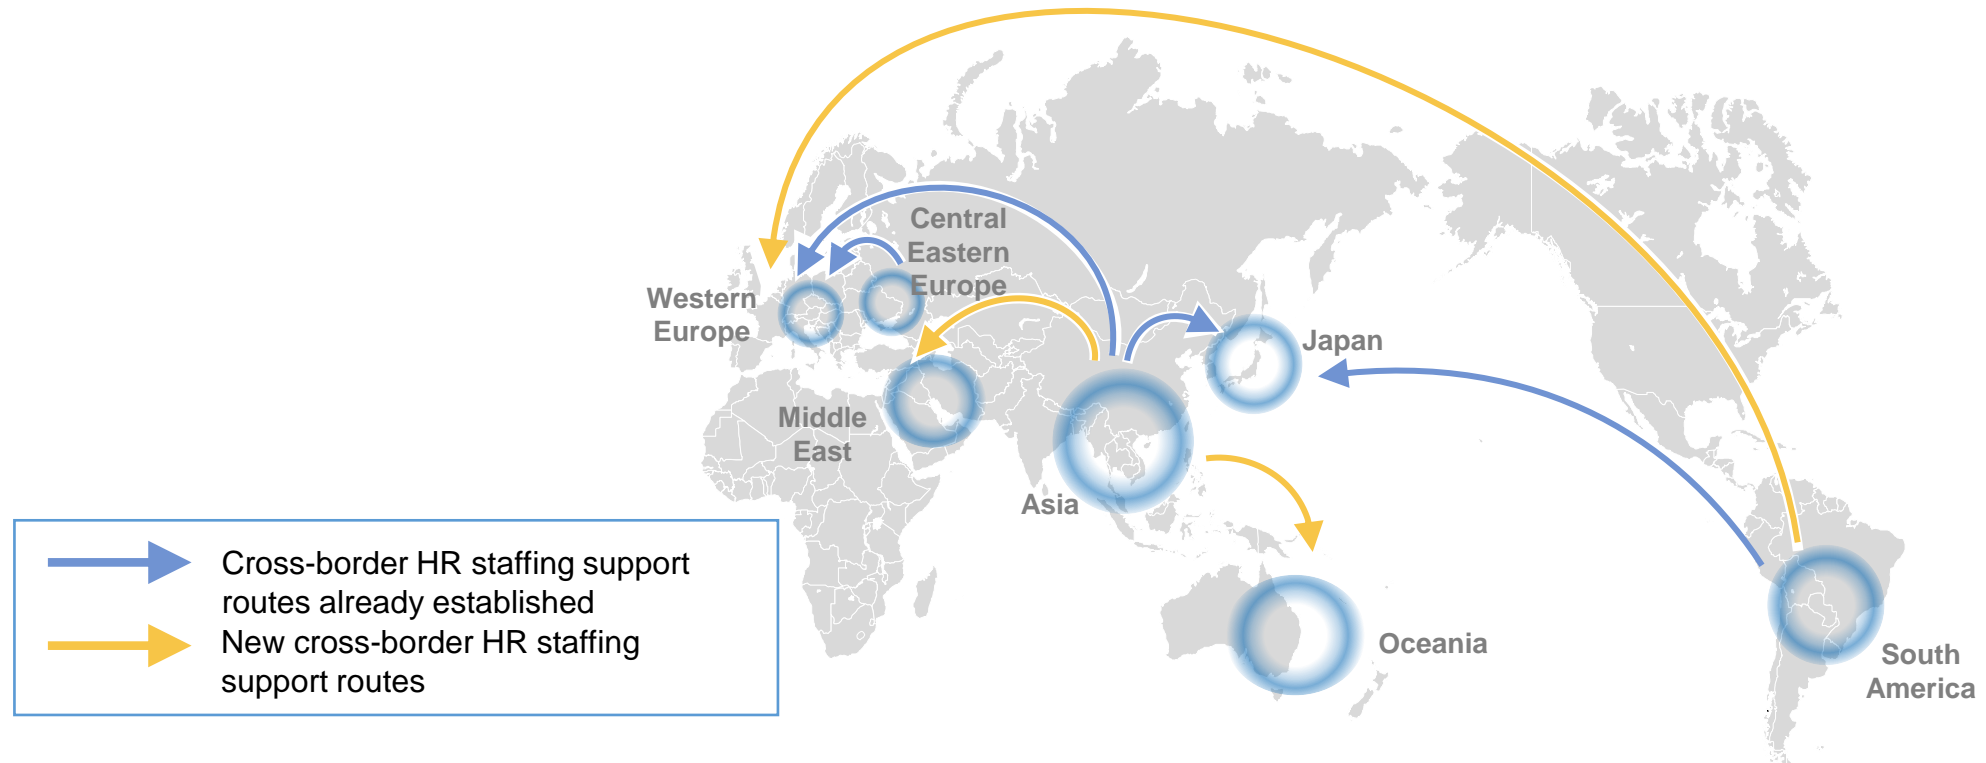 Central
Eastern
Europe
Western
Europe
Japan
Middle
East
Asia
Oceania
South
America
Cross-border HR staffing support
routes already established
New cross-border HR staffing
support routes